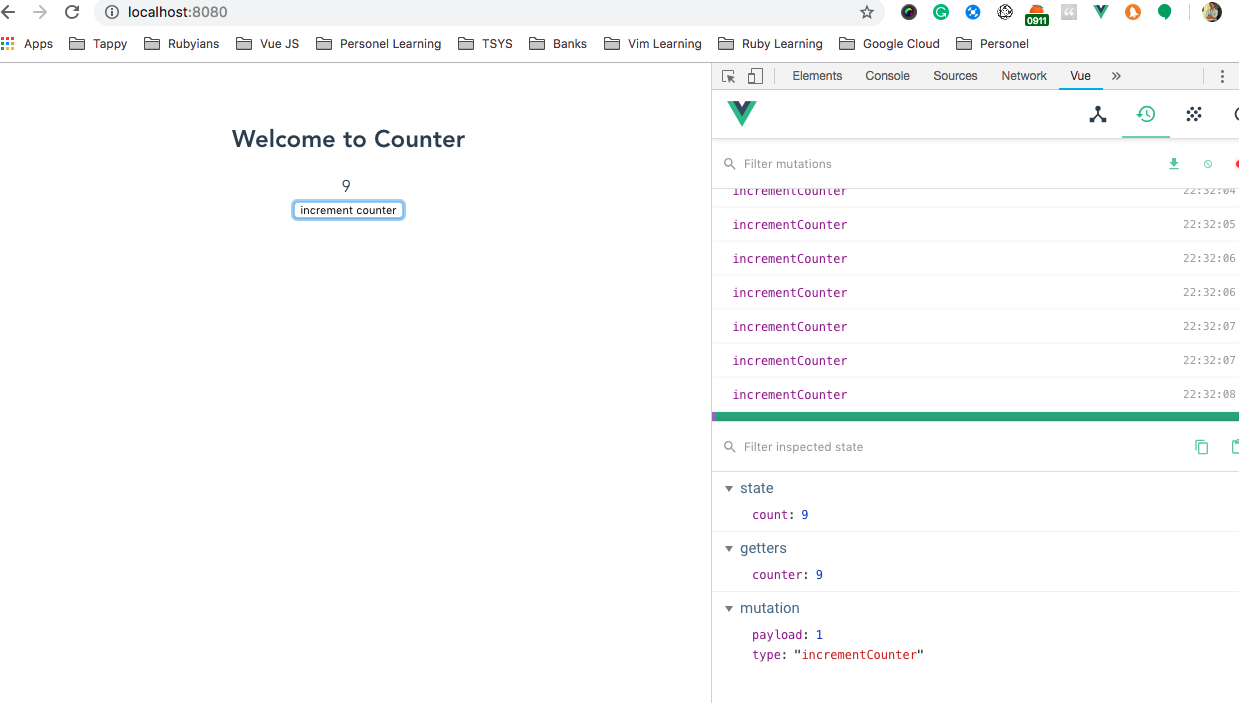 localhost:8080
0911
Apps Tappy Rubyians Vue JS Personel Learning TSYS Banks Vim Learning Ruby Learning Google Cloud Personel
Welcome to Counter
9
increment counter
Elements Console Sources Network Vue »
Filter mutations
incrementCounter 22:32:04
incrementCounter 22:32:05
incrementCounter 22:32:06
incrementCounter 22:32:06
incrementCounter 22:32:07
incrementCounter 22:32:07
incrementCounter 22:32:08
Filter inspected state
state
count: 9
getters
counter: 9
mutation
payload: 1
type: "incrementCounter"